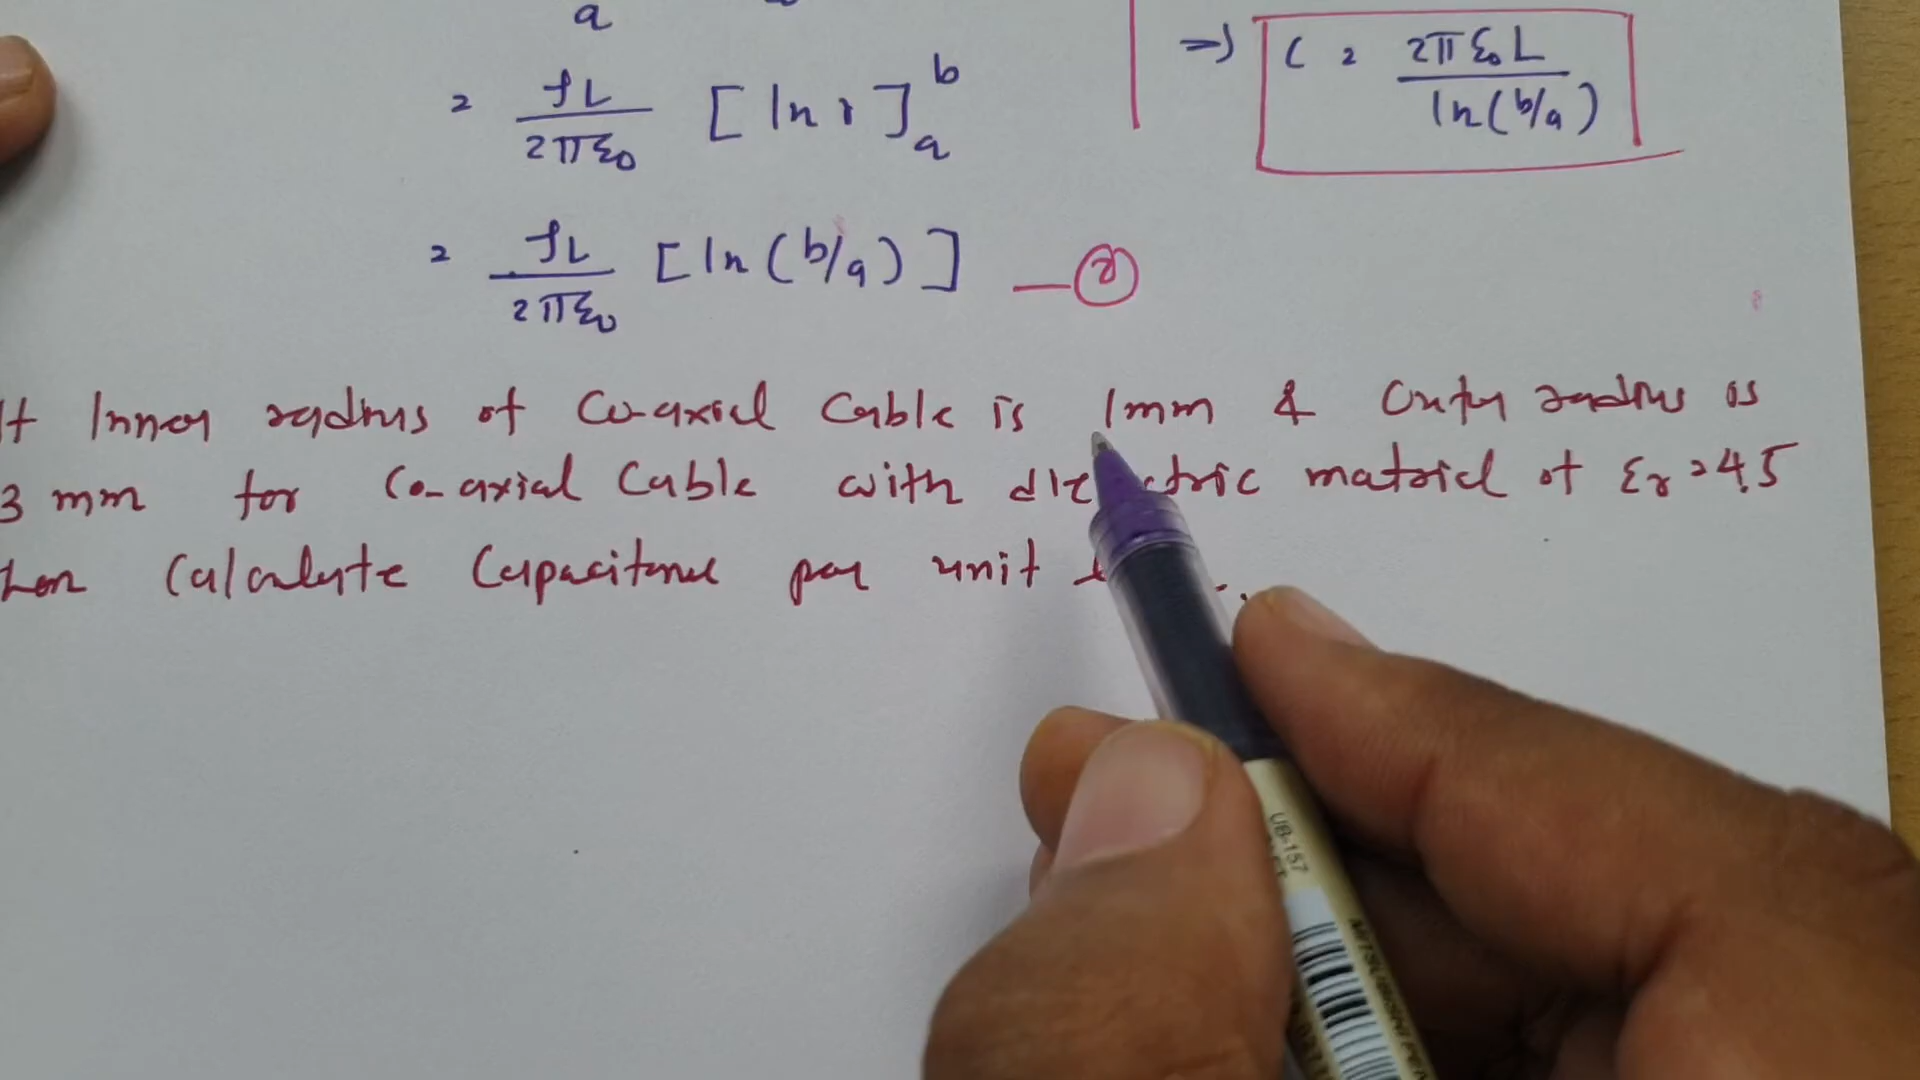 a
⇒ C = 2πε₀L / ln(b/a)
= ρL / 2πε₀ [ln r]ₐᵇ
= ρL / 2πε₀ [ln(b/a)] — ②
If Inner radius of Co-axial Cable is 1mm & Outer radius is
3 mm for Co-axial Cable with dielectric material of εr = 4.5
then Calculate Capacitance per unit
UB-157